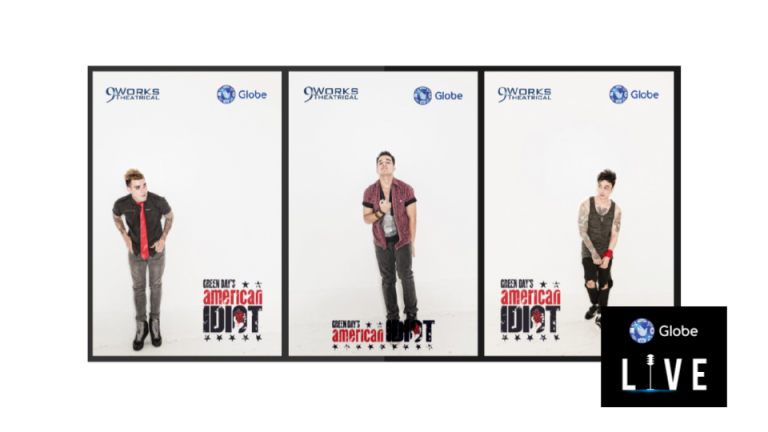 9WORKS
THEATRICAL
Globe
GREEN DAY'S
american
IDIOT
9WORKS
THEATRICAL
Globe
GREEN DAY'S
american IDIOT
9WORKS
THEATRICAL
Globe
GREEN DAY'S
american
IDIOT
Globe
LIVE